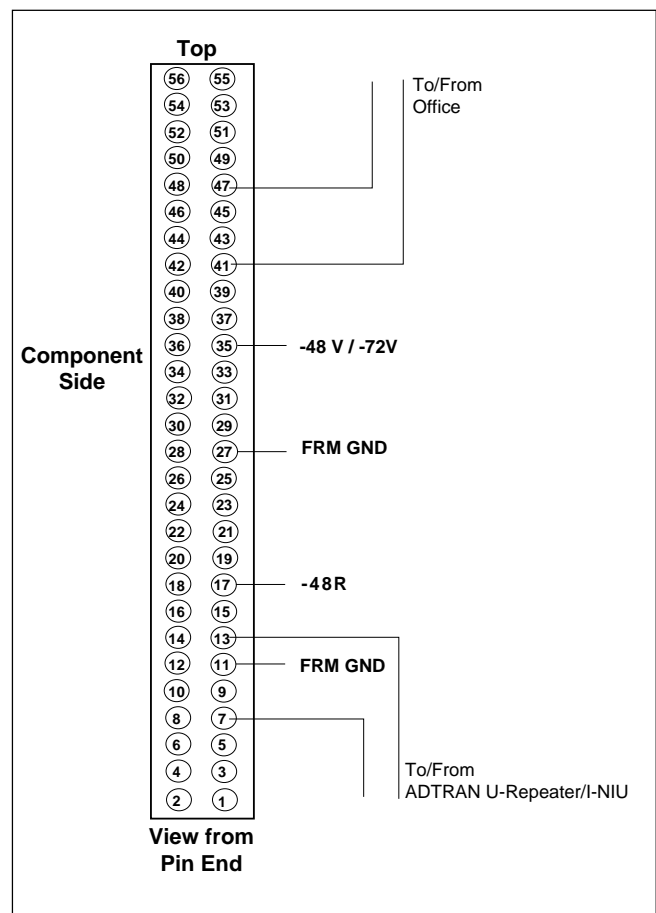 Top
56 55
To/From
Office
54 53
52 51
50 49
48 47
46 45
44 43
42 41
40 39
38 37
Component
Side
36 35 -48 V / -72V
34 33
32 31
30 29
28 27 FRM GND
26 25
24 23
22 21
20 19
18 17 -48R
16 15
14 13
12 11 FRM GND
10 9
8 7
6 5
4 3
To/From
ADTRAN U-Repeater/I-NIU
2 1
View from
Pin End